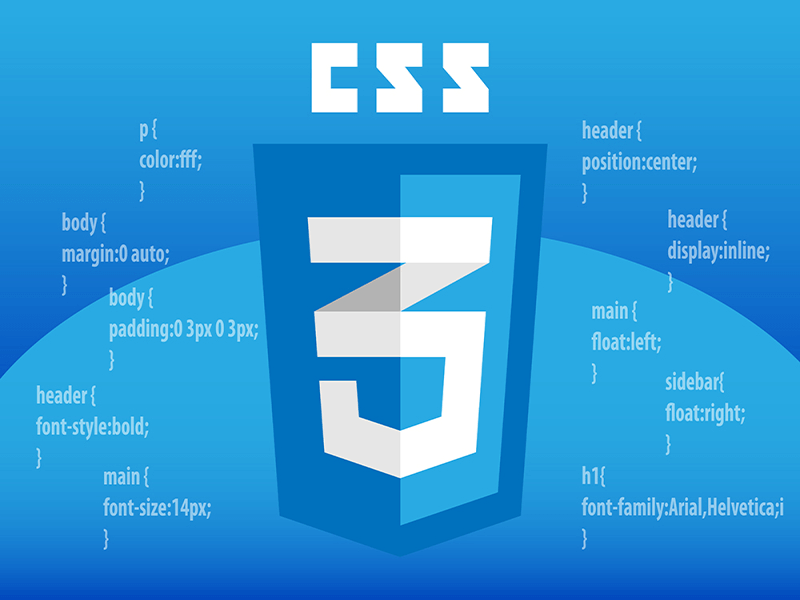 CSS
3
p {
color:fff;
}
body {
margin:0 auto;
}
body {
padding:0 3px 0 3px;
}
header {
font-style:bold;
}
main {
font-size:14px;
}
header {
position:center;
}
header {
display:inline;
}
main {
float:left;
}
sidebar{
float:right;
}
h1{
font-family:Arial,Helvetica;i
}